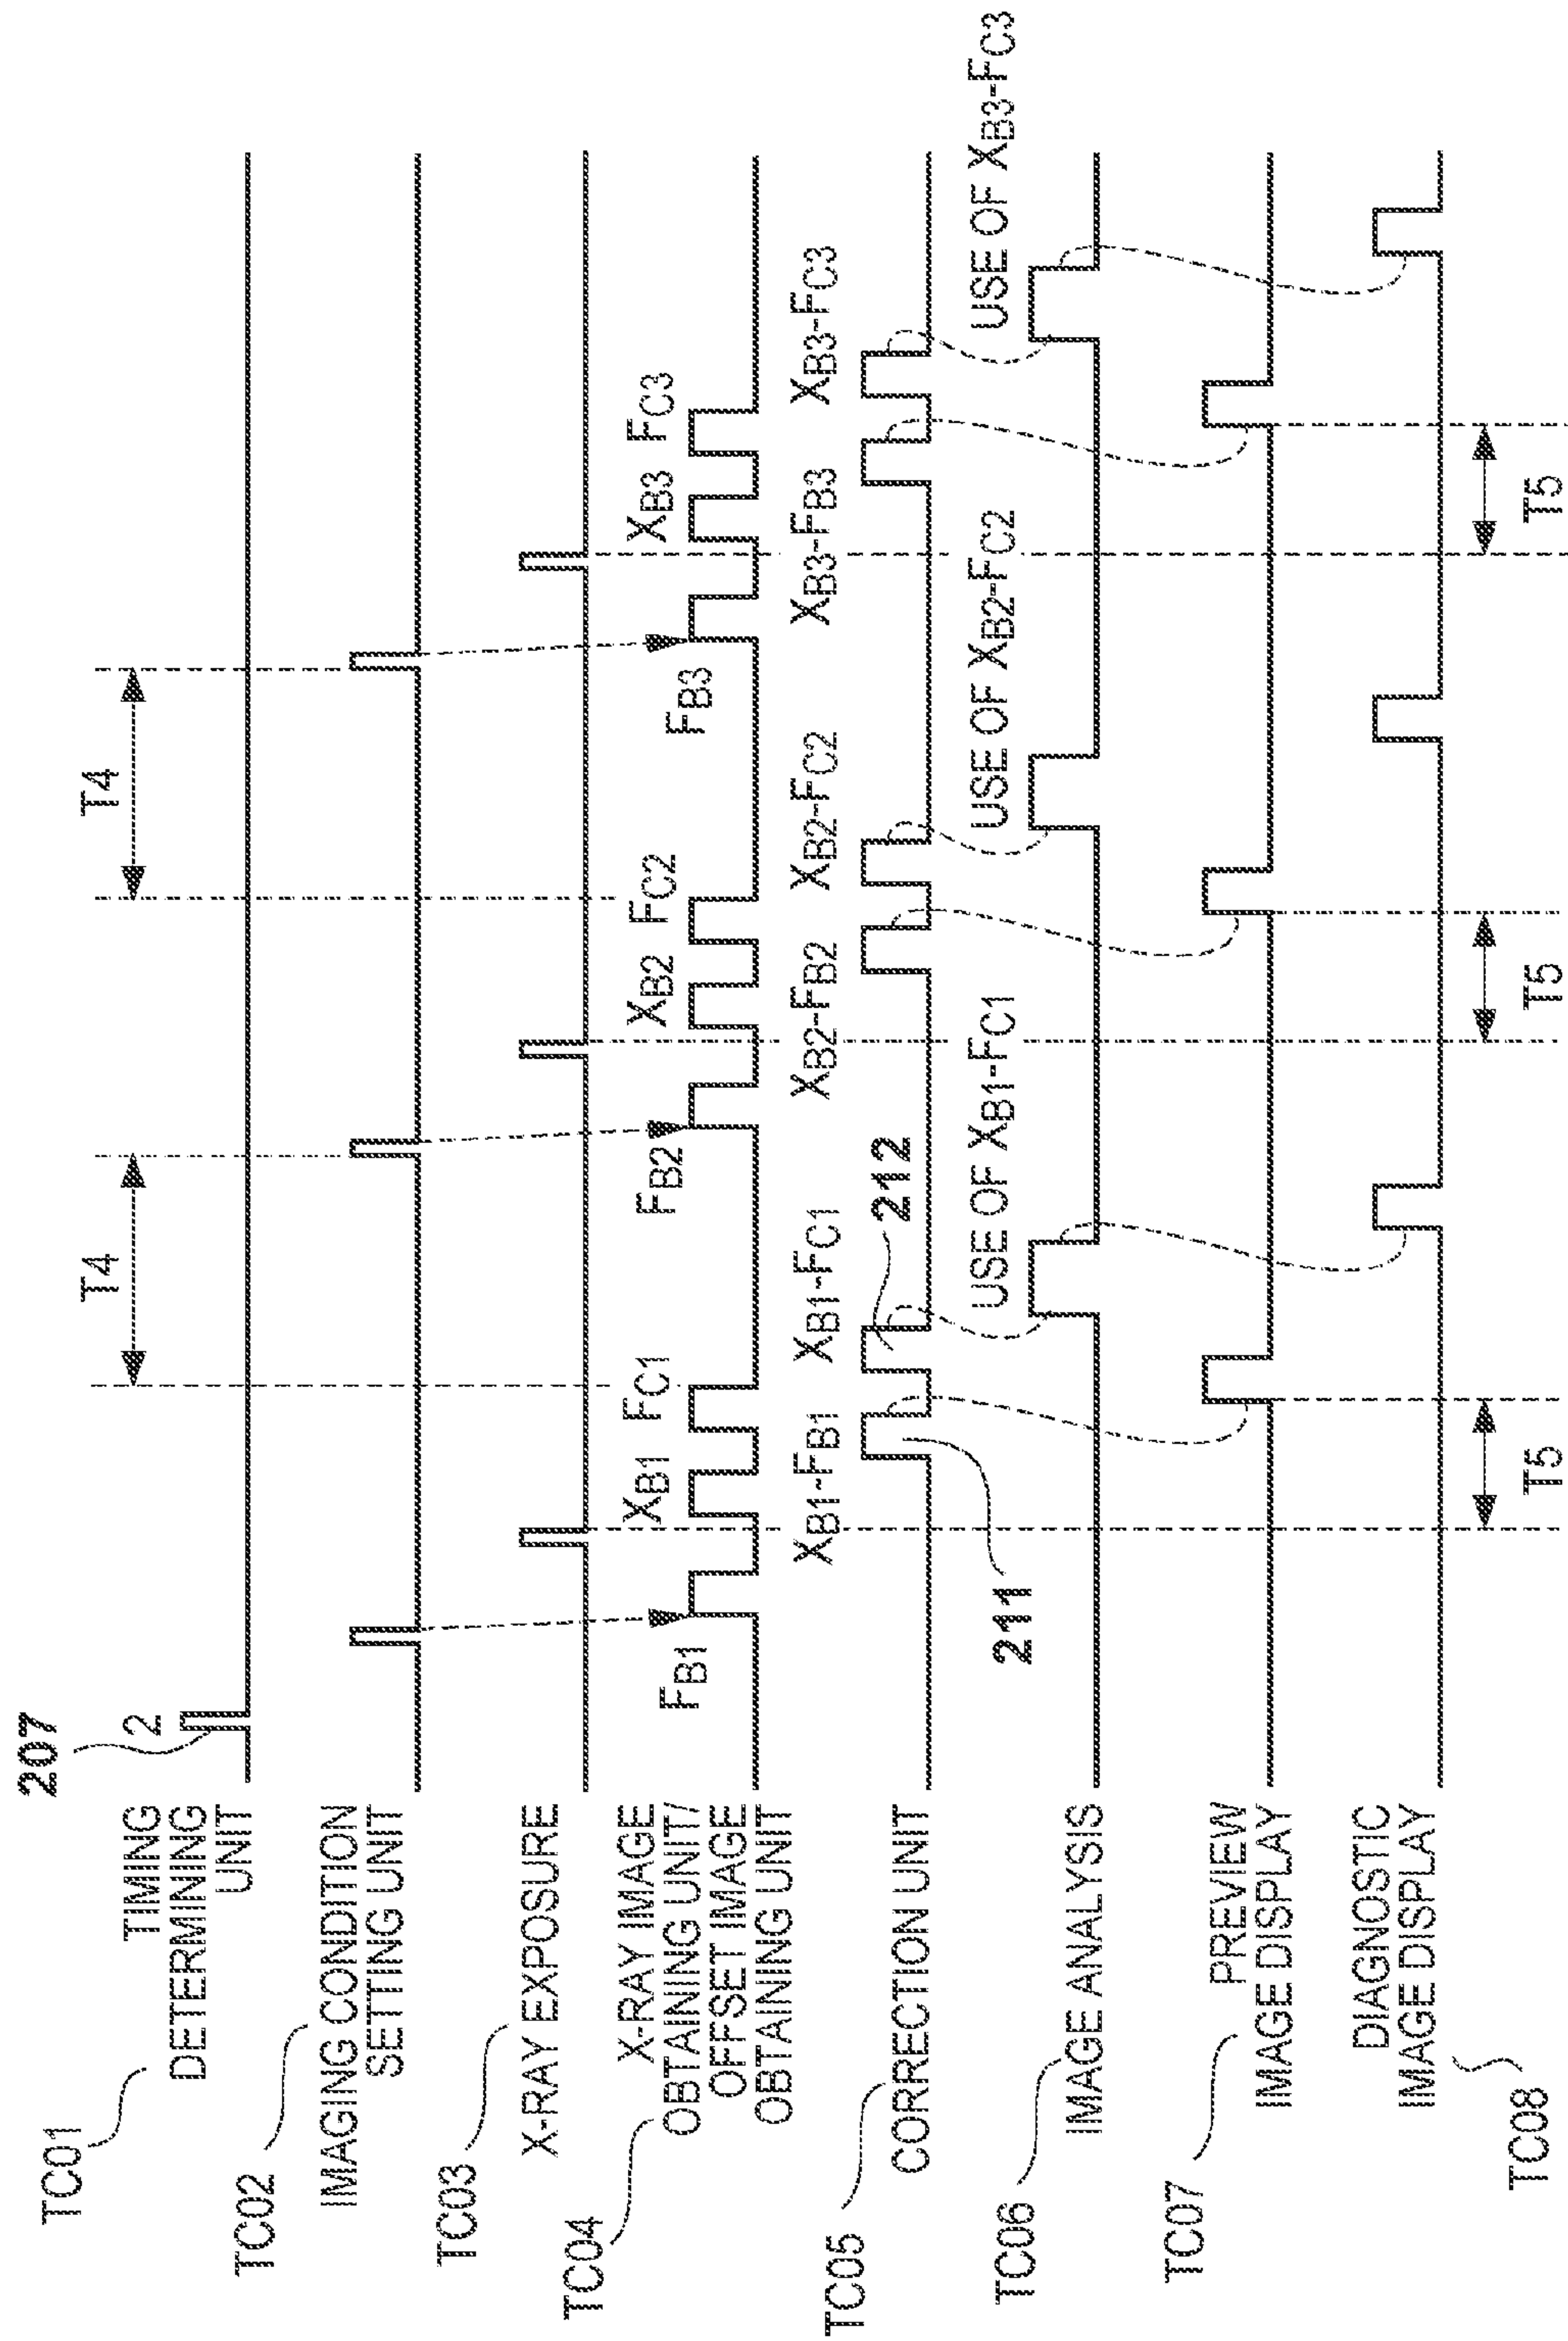 TC01
TIMING
DETERMINING
UNIT
207
2
T4
T4
TC02
IMAGING CONDITION
SETTING UNIT
TC03
X-RAY EXPOSURE
TC04
X-RAY IMAGE
OBTAINING UNIT/
OFFSET IMAGE
OBTAINING UNIT
FB1
XB1
FC1
FB2
XB2
FC2
FB3
XB3
FC3
TC05
CORRECTION UNIT
XB1-FB1
XB1-FC1
XB2-FB2
XB2-FC2
XB3-FB3
XB3-FC3
211
212
TC06
IMAGE ANALYSIS
USE OF XB1-FC1
USE OF XB2-FC2
USE OF XB3-FC3
TC07
PREVIEW
IMAGE DISPLAY
TC08
DIAGNOSTIC
IMAGE DISPLAY
T5
T5
T5